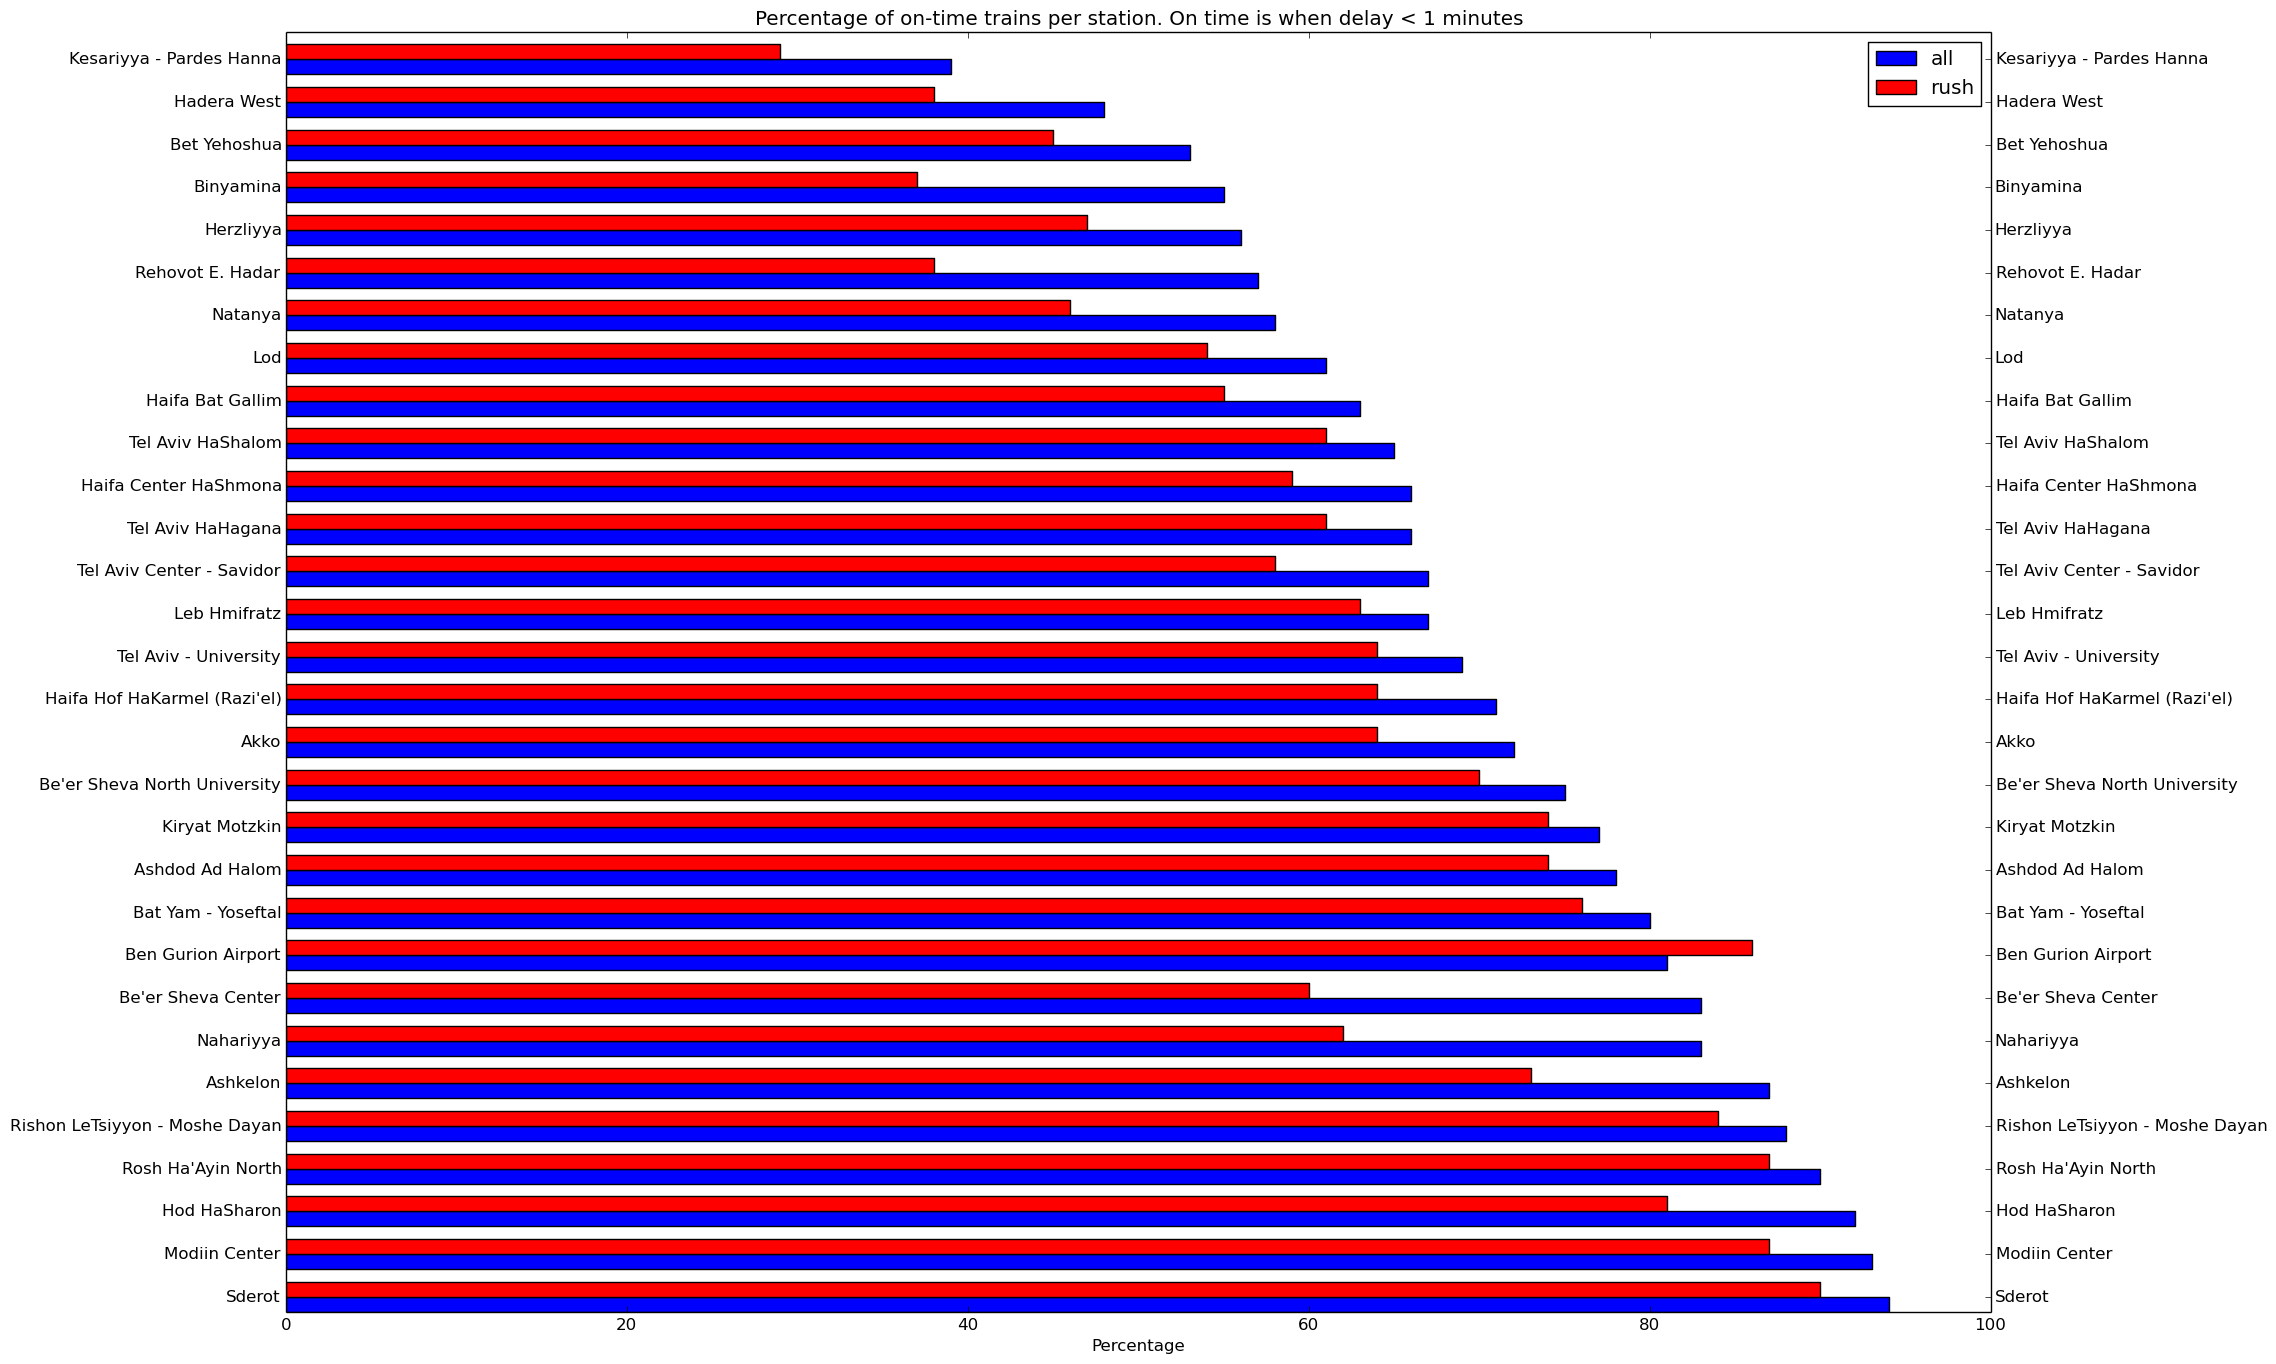 Percentage of on-time trains per station. On time is when delay < 1 minutes
all
rush
Kesariyya - Pardes Hanna
Hadera West
Bet Yehoshua
Binyamina
Herzliyya
Rehovot E. Hadar
Natanya
Lod
Haifa Bat Gallim
Tel Aviv HaShalom
Haifa Center HaShmona
Tel Aviv HaHagana
Tel Aviv Center - Savidor
Leb Hmifratz
Tel Aviv - University
Haifa Hof HaKarmel (Razi'el)
Akko
Be'er Sheva North University
Kiryat Motzkin
Ashdod Ad Halom
Bat Yam - Yoseftal
Ben Gurion Airport
Be'er Sheva Center
Nahariyya
Ashkelon
Rishon LeTsiyyon - Moshe Dayan
Rosh Ha'Ayin North
Hod HaSharon
Modiin Center
Sderot
Kesariyya - Pardes Hanna
Hadera West
Bet Yehoshua
Binyamina
Herzliyya
Rehovot E. Hadar
Natanya
Lod
Haifa Bat Gallim
Tel Aviv HaShalom
Haifa Center HaShmona
Tel Aviv HaHagana
Tel Aviv Center - Savidor
Leb Hmifratz
Tel Aviv - University
Haifa Hof HaKarmel (Razi'el)
Akko
Be'er Sheva North University
Kiryat Motzkin
Ashdod Ad Halom
Bat Yam - Yoseftal
Ben Gurion Airport
Be'er Sheva Center
Nahariyya
Ashkelon
Rishon LeTsiyyon - Moshe Dayan
Rosh Ha'Ayin North
Hod HaSharon
Modiin Center
Sderot
0 20 40 60 80 100
Percentage